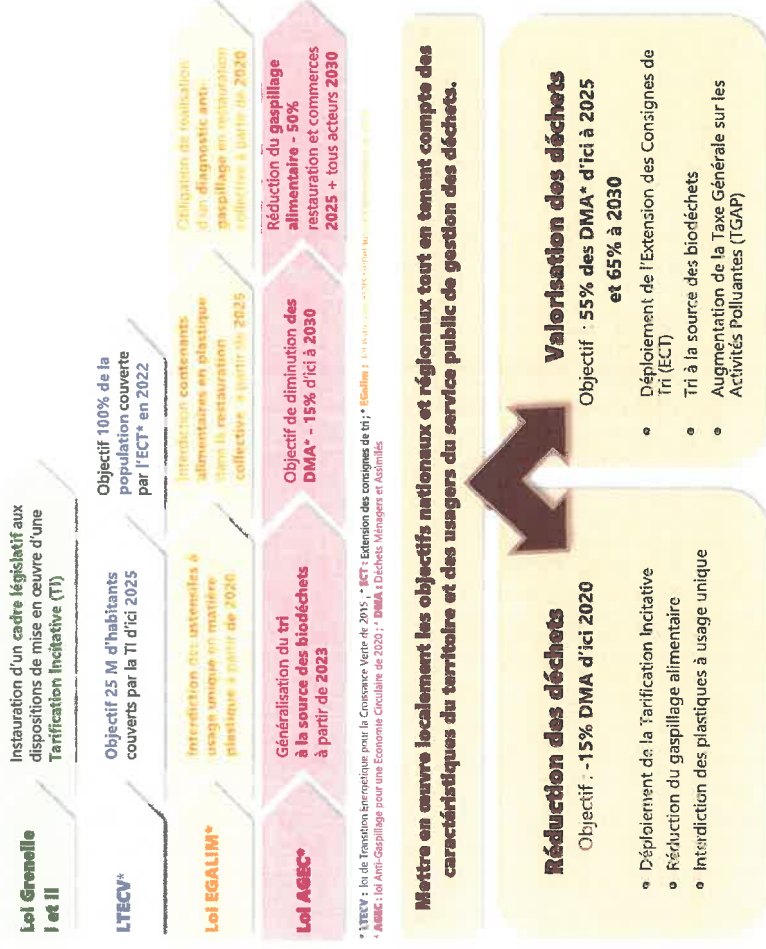 Loi Grenelle
I et II
Instauration d'un cadre législatif aux
dispositions de mise en œuvre d'une
Tarification Incitative (TI)
LTECV*
Objectif 25 M d'habitants
couverts par la TI d'ici 2025
Objectif 100% de la
population couverte
par l'ECT* en 2022
Loi EGALIM*
Interdiction des ustensiles à
usage unique en matière
plastique à partir de 2020
Interdiction contenants
alimentaires en plastique
dans la restauration
collective à partir de 2025
Obligation de réalisation
d'un diagnostic anti-
gaspillage en restauration
collective à partir de 2020
Loi AGEC*
Généralisation du tri
à la source des biodéchets
à partir de 2023
Objectif de diminution des
DMA* - 15% d'ici à 2030
Réduction du gaspillage
alimentaire - 50%
restauration et commerces
2025 + tous acteurs 2030
* LTECV : loi de Transition Energétique pour la Croissance Verte de 2015 ; * ECT : Extension des consignes de tri ; * EGalim :
* AGEC : loi Anti-Gaspillage pour une Economie Circulaire de 2020 ; * DMA : Déchets Ménagers et Assimilés
Mettre en œuvre localement les objectifs nationaux et régionaux tout en tenant compte des
caractéristiques du territoire et des usagers du service public de gestion des déchets.
Réduction des déchets
Objectif : -15% DMA d'ici 2020
• Déploiement de la Tarification Incitative
• Réduction du gaspillage alimentaire
• Interdiction des plastiques à usage unique
Valorisation des déchets
Objectif : 55% des DMA* d'ici à 2025
et 65% à 2030
• Déploiement de l'Extension des Consignes de
Tri (ECT)
• Tri à la source des biodéchets
• Augmentation de la Taxe Générale sur les
Activités Polluantes (TGAP)